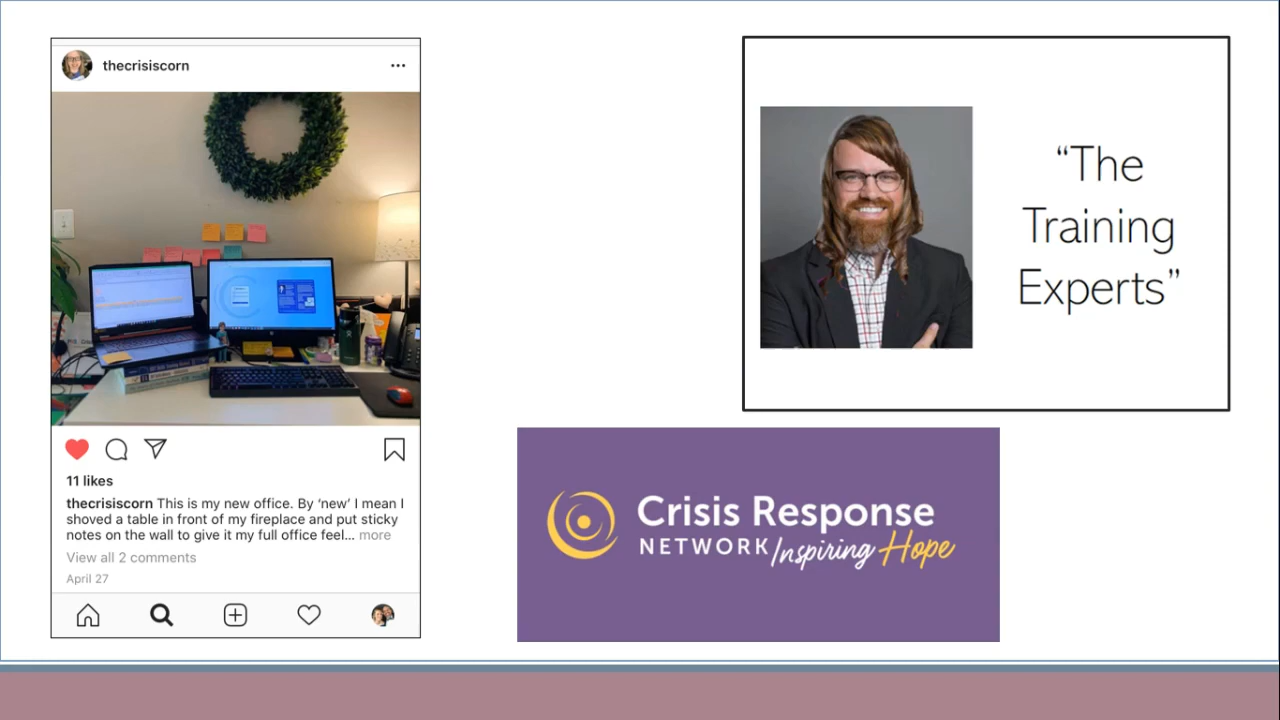 thecrisiscorn
11 likes
thecrisiscorn This is my new office. By ‘new’ I mean I
shoved a table in front of my fireplace and put sticky
notes on the wall to give it my full office feel... more
View all 2 comments
April 27
“The
Training
Experts”
Crisis Response
NETWORK Inspiring Hope